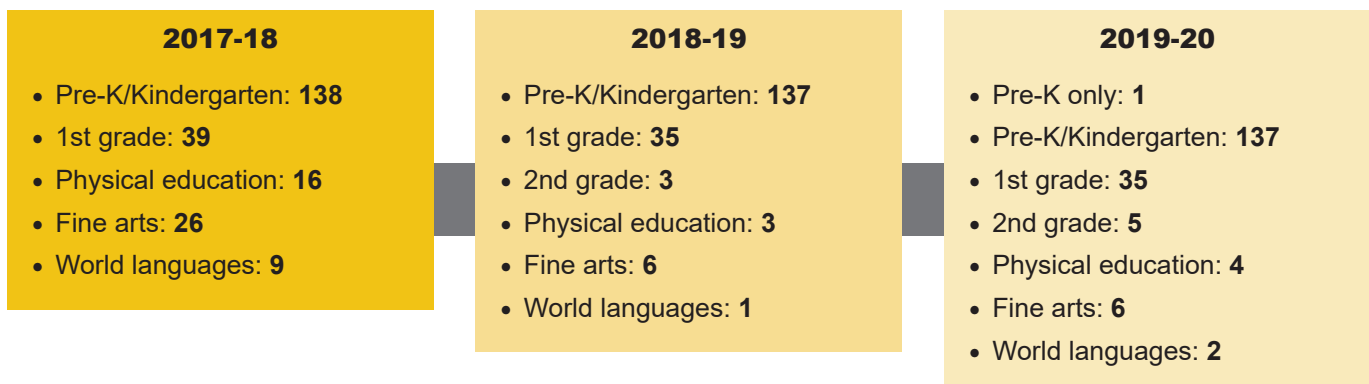 2017-18
• Pre-K/Kindergarten: 138
• 1st grade: 39
• Physical education: 16
• Fine arts: 26
• World languages: 9
2018-19
• Pre-K/Kindergarten: 137
• 1st grade: 35
• 2nd grade: 3
• Physical education: 3
• Fine arts: 6
• World languages: 1
2019-20
• Pre-K only: 1
• Pre-K/Kindergarten: 137
• 1st grade: 35
• 2nd grade: 5
• Physical education: 4
• Fine arts: 6
• World languages: 2